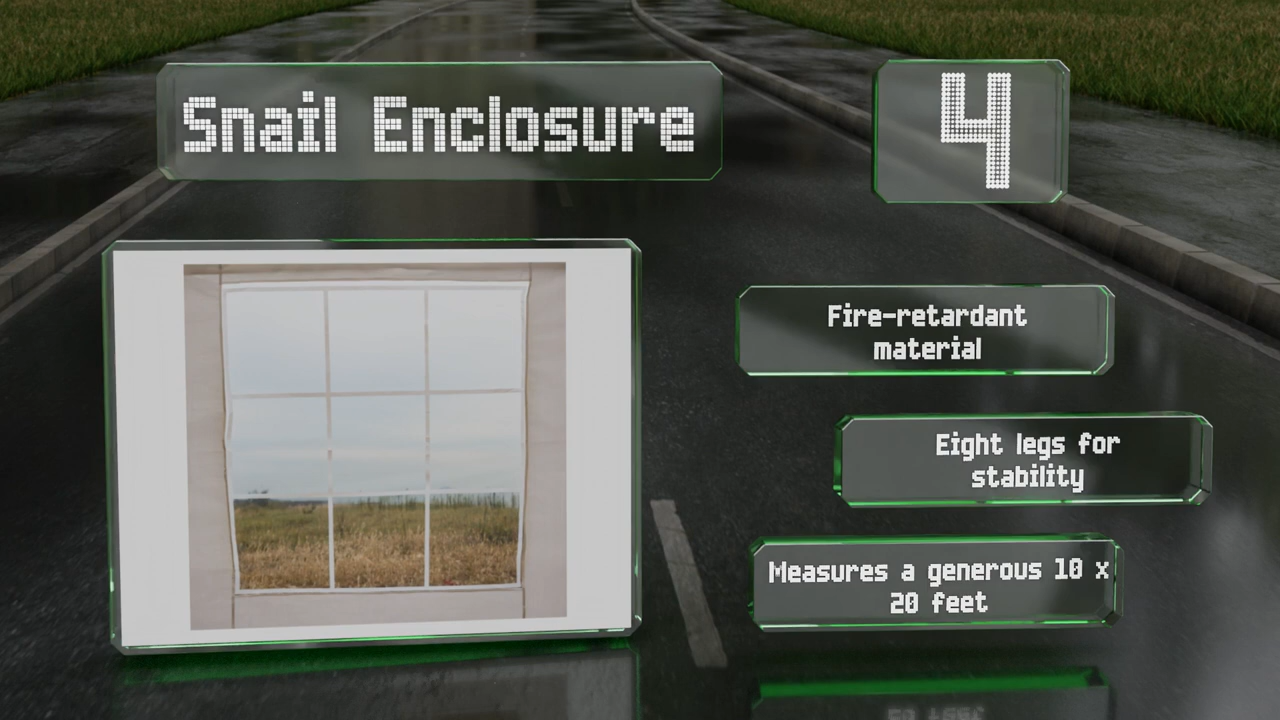 Snail Enclosure
4
Fire-retardant
material
Eight legs for
stability
Measures a generous 10 x
20 feet